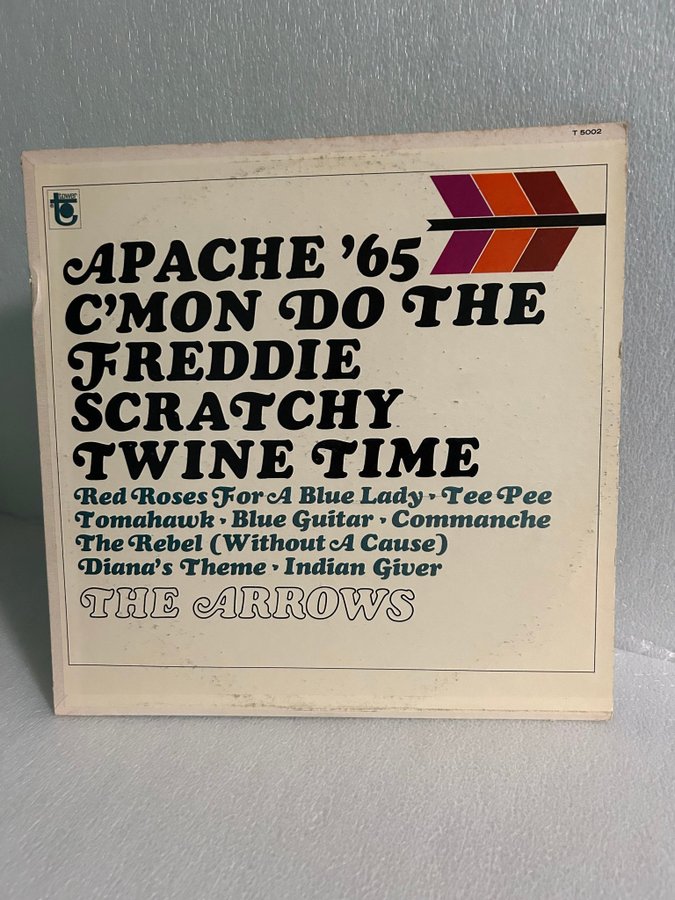 T 5002
TOWER
APACHE '65
C'MON DO THE
FREDDIE
SCRATCHY
TWINE TIME
Red Roses For A Blue Lady • Tee Pee
Tomahawk • Blue Guitar • Commanche
The Rebel (Without A Cause)
Diana's Theme • Indian Giver
THE ARROWS